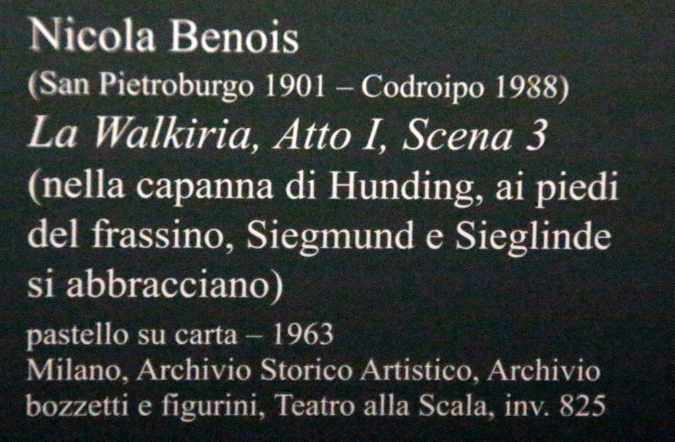 Nicola Benois
(San Pietroburgo 1901 – Codroipo 1988)
La Walkiria, Atto I, Scena 3
(nella capanna di Hunding, ai piedi
del frassino, Siegmund e Sieglinde
si abbracciano)
pastello su carta – 1963
Milano, Archivio Storico Artistico, Archivio
bozzetti e figurini, Teatro alla Scala, inv. 825